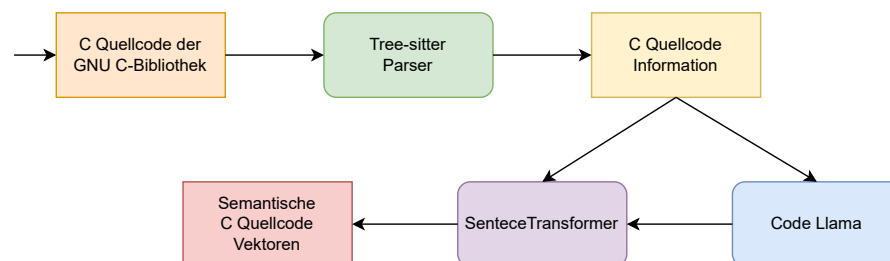 C Quellcode der
GNU C-Bibliothek
Tree-sitter
Parser
C Quellcode
Information
Semantische
C Quellcode
Vektoren
SenteceTransformer
Code Llama